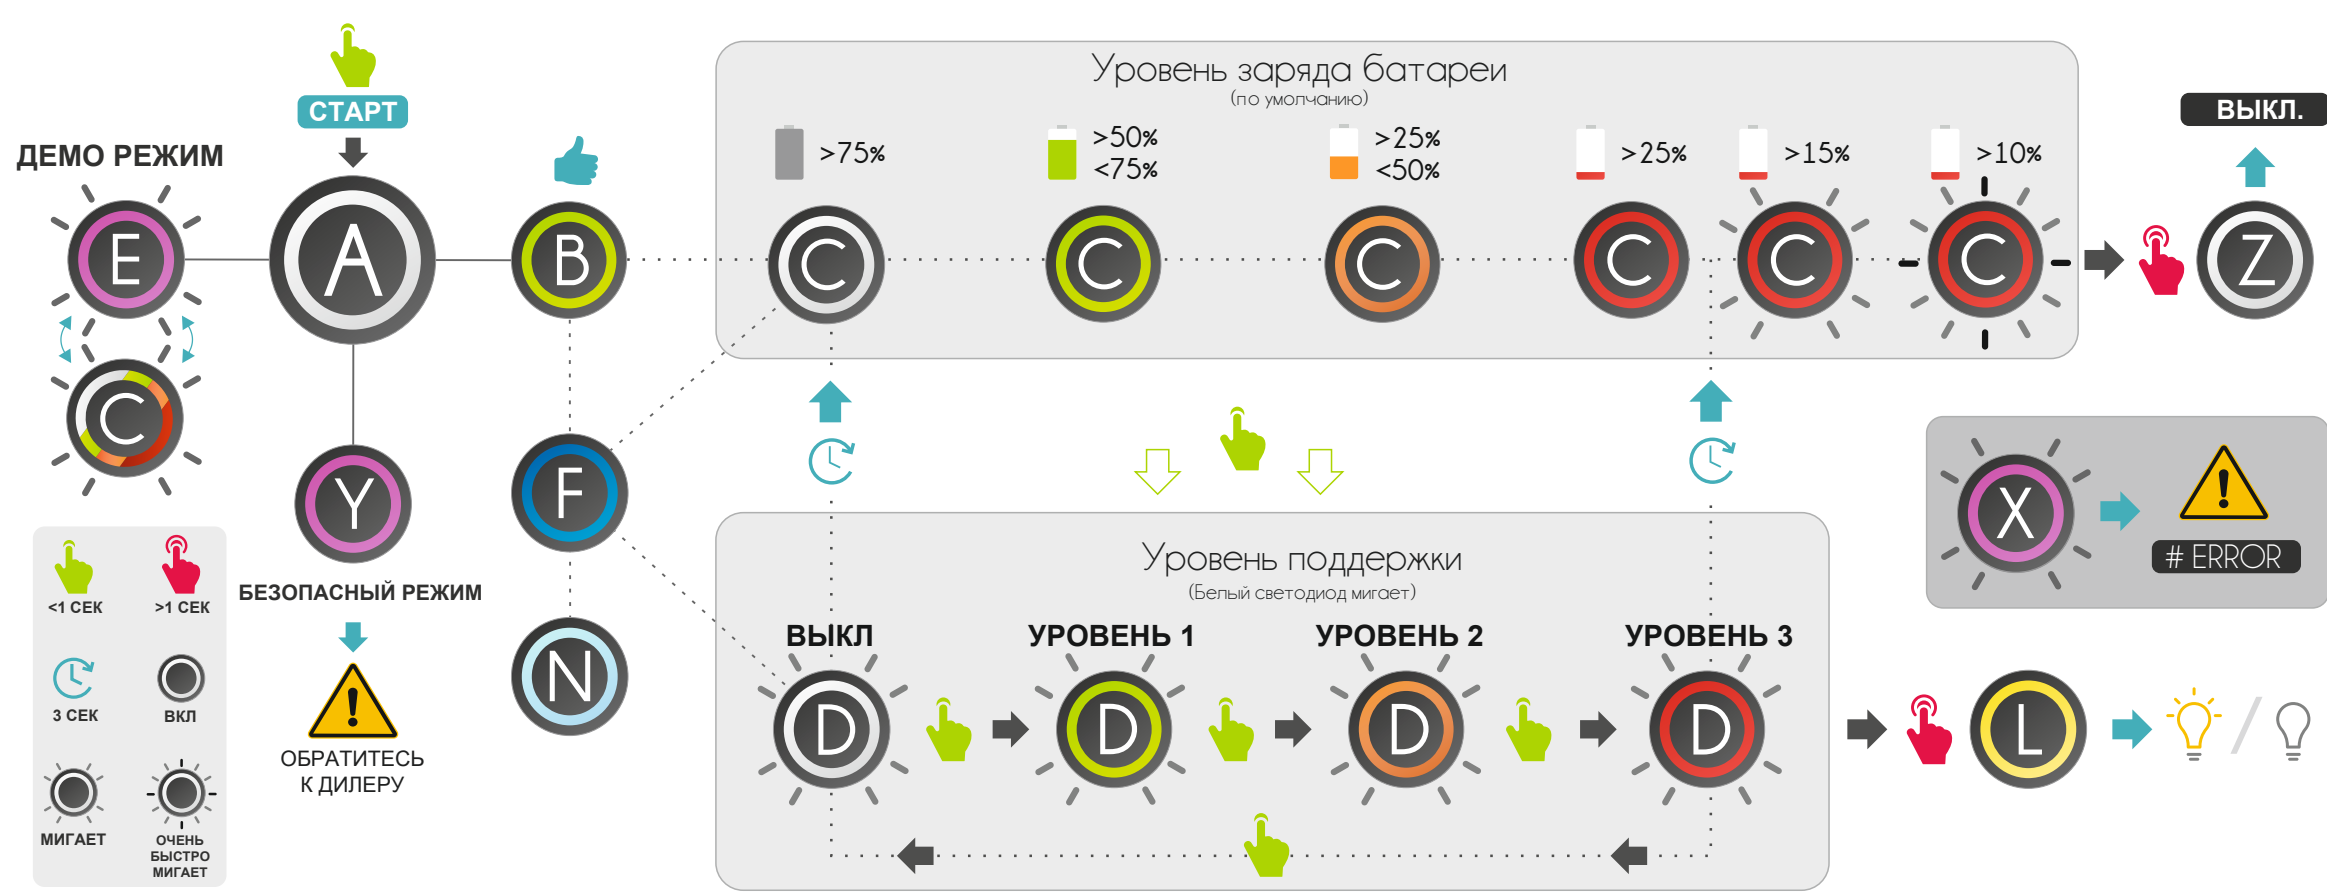 СТАРТ
ДЕМО РЕЖИМ
E
A
B
C
Y
БЕЗОПАСНЫЙ РЕЖИМ
ОБРАТИТЕСЬ
К ДИЛЕРУ
F
N
<1 СЕК
>1 СЕК
3 СЕК
ВКЛ
МИГАЕТ
ОЧЕНЬ
БЫСТРО
МИГАЕТ
Уровень заряда батареи
(по умолчанию)
>75%
>50%
<75%
>25%
<50%
>25%
>15%
>10%
C
C
C
C
C
C
ВЫКЛ.
Z
Уровень поддержки
(Белый светодиод мигает)
ВЫКЛ
УРОВЕНЬ 1
УРОВЕНЬ 2
УРОВЕНЬ 3
D
D
D
D
X
# ERROR
L